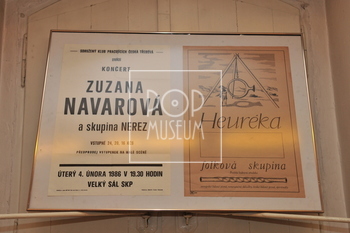 KONCERT
ZUZANA
NAVAROVÁ
a skupina NEREZ
ÚTERÝ 4. ÚNORA 1986 V 19.30 HODIN
VELKÝ SÁL SKP
Heuréka
folková skupina
POP
MUSEUM